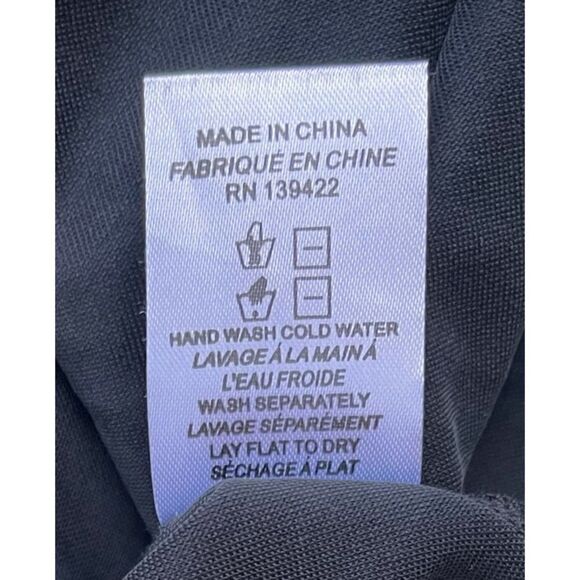 MADE IN CHINA
FABRIQUÉ EN CHINE
RN 139422
HAND WASH COLD WATER
LAVAGE À LA MAIN À
L'EAU FROIDE
WASH SEPARATELY
LAVAGE SÉPARÉMENT
LAY FLAT TO DRY
SÉCHAGE À PLAT